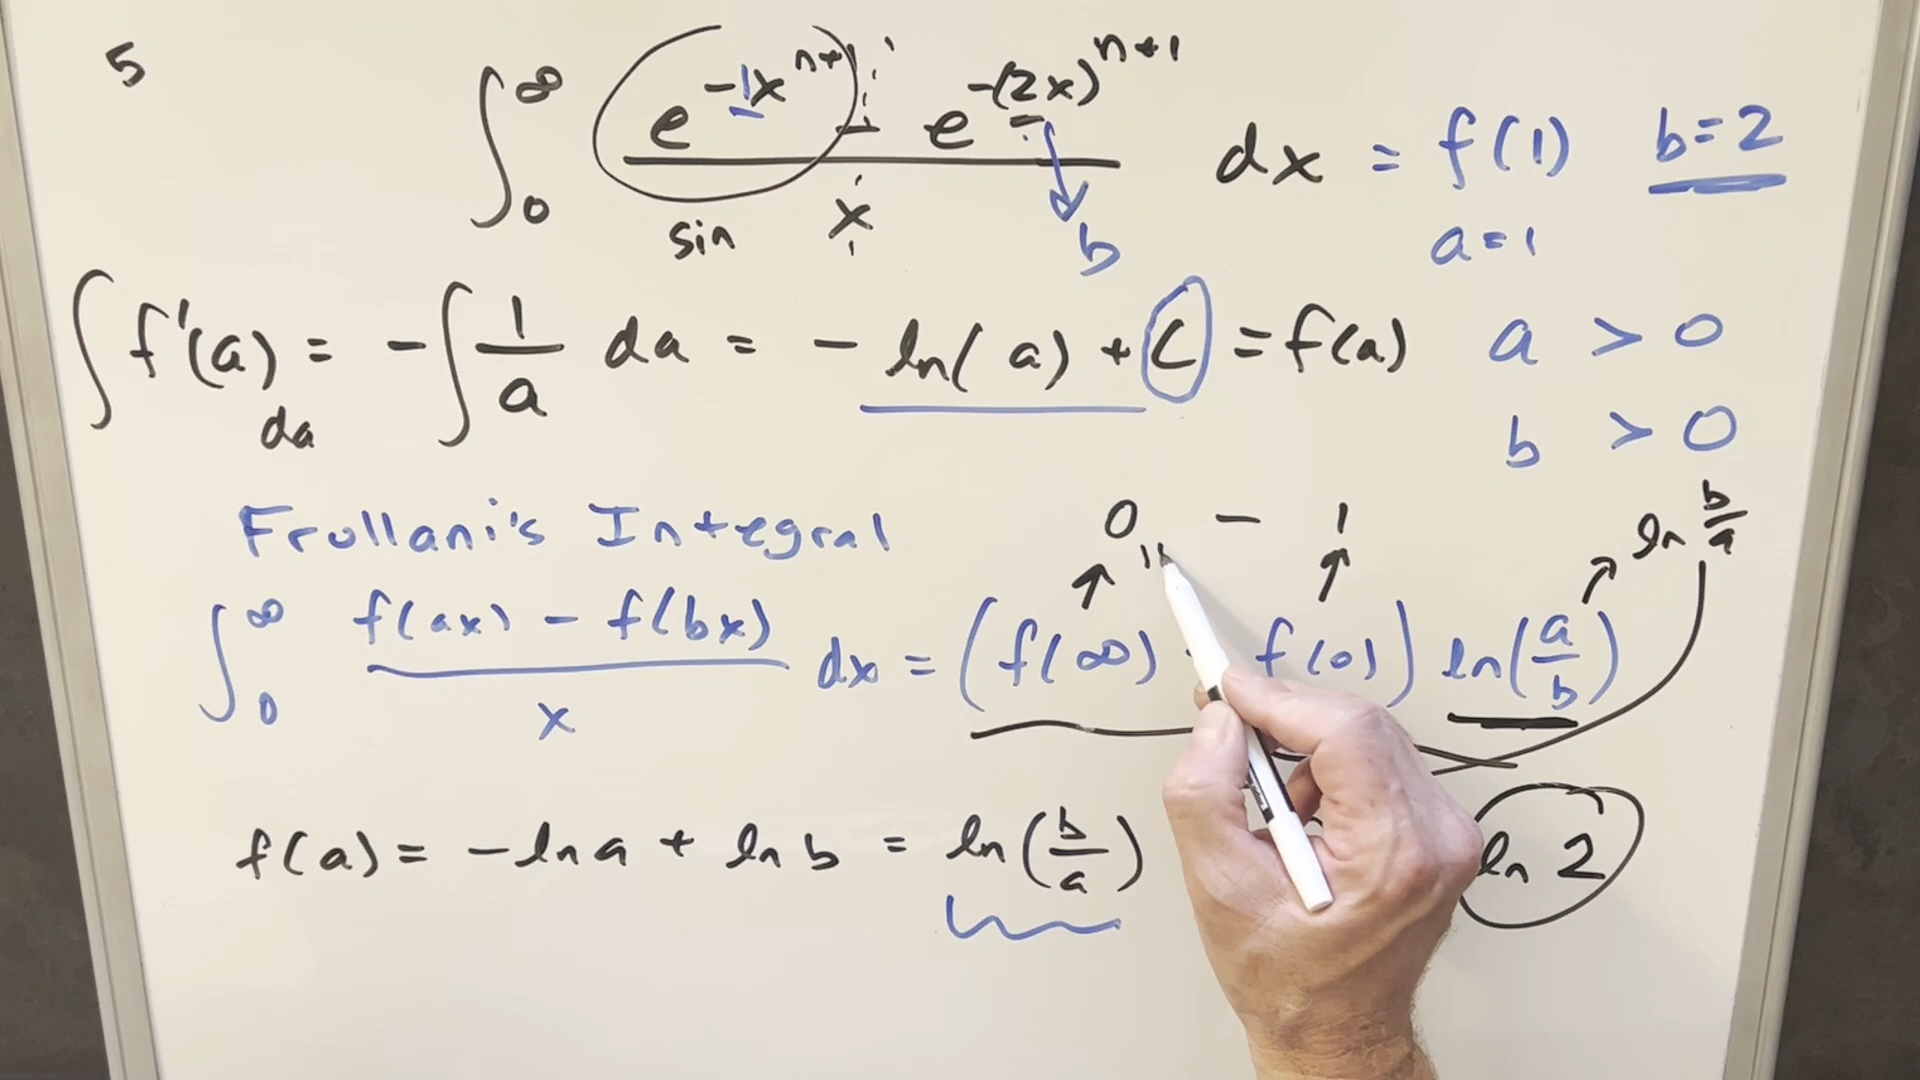 5
∫₀^∞ (e^(-1x^(n+1)) - e^(-(2x)^(n+1))) / x dx = f(1) b=2
sin b a=1
∫ f'(a) da = -∫ 1/a da = -ln(a) + C = f(a) a > 0
b > 0
Frullani's Integral 0 - 1 ln b/a
∫₀^∞ (f(ax) - f(bx)) / x dx = (f(∞) - f(0)) ln(a/b)
f(a) = -ln a + ln b = ln(b/a) ln 2